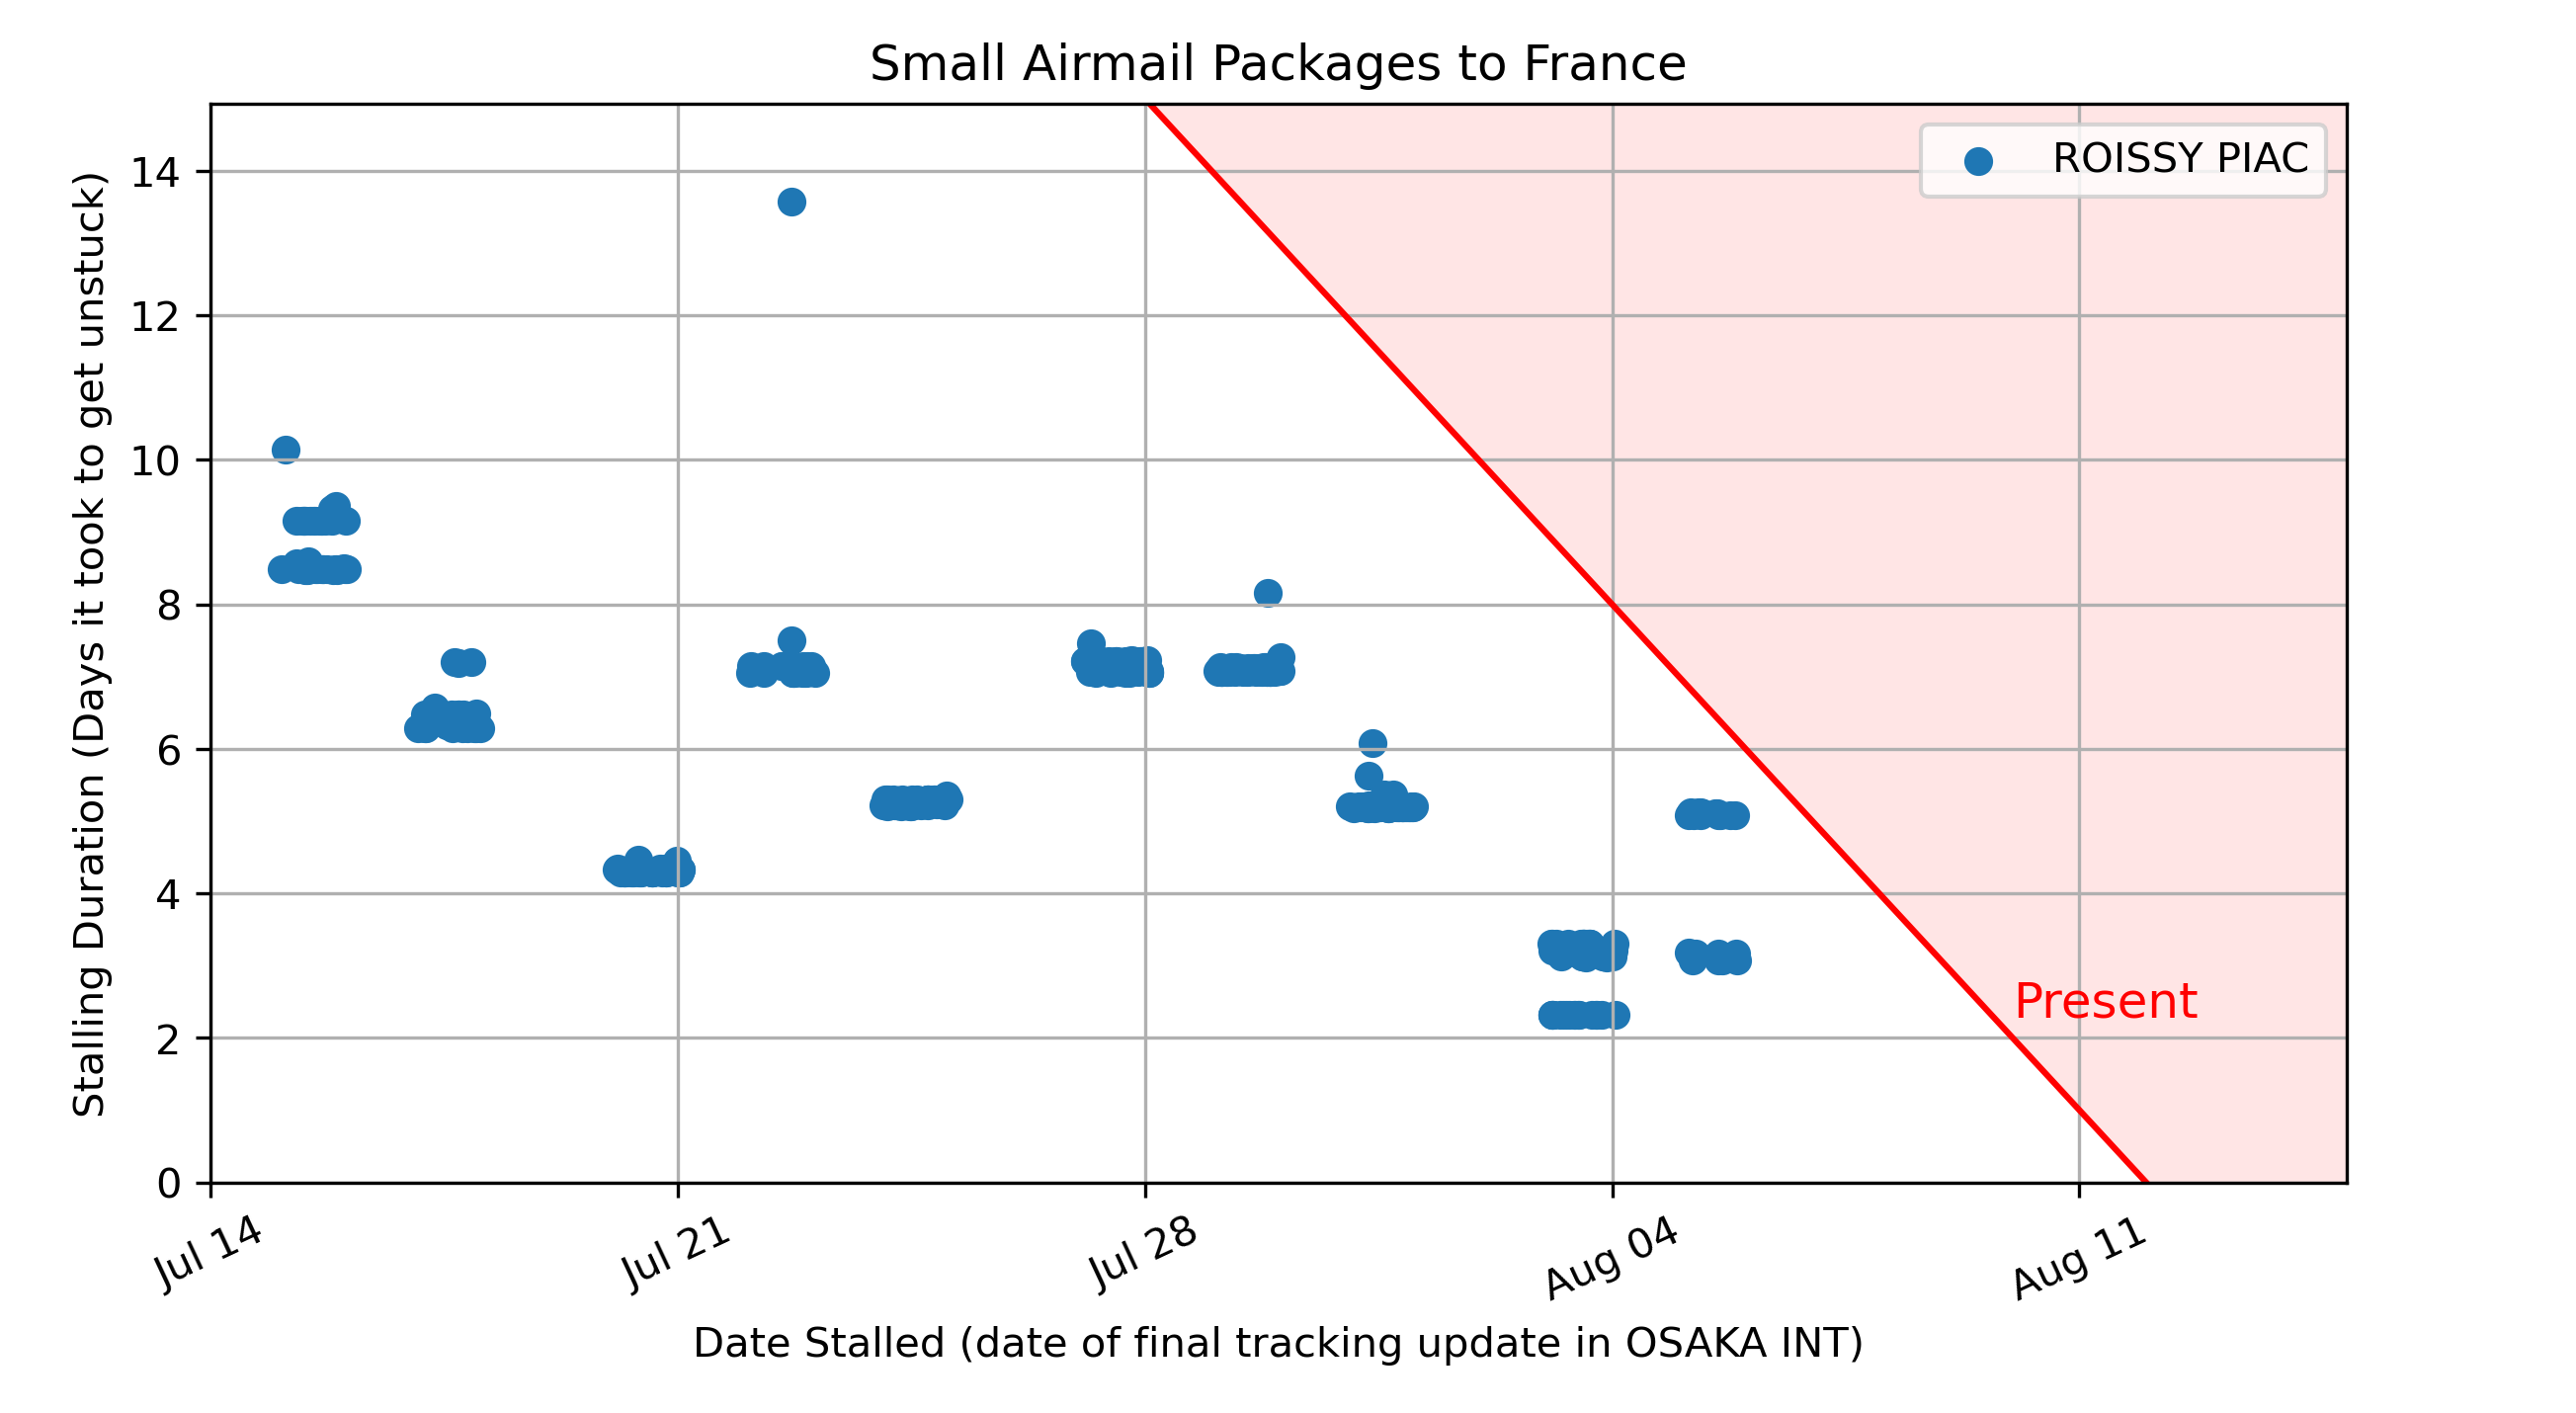 Small Airmail Packages to France
Stalling Duration (Days it took to get unstuck)
14
12
10
8
6
4
2
0
ROISSY PIAC
Present
Jul 14
Jul 21
Jul 28
Aug 04
Aug 11
Date Stalled (date of final tracking update in OSAKA INT)